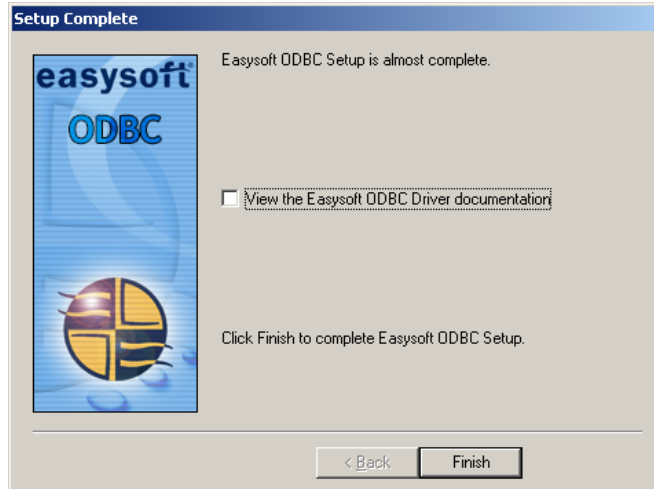 Setup Complete
easysoft
ODBC
Easysoft ODBC Setup is almost complete.
View the Easysoft ODBC Driver documentation
Click Finish to complete Easysoft ODBC Setup.
< Back
Finish